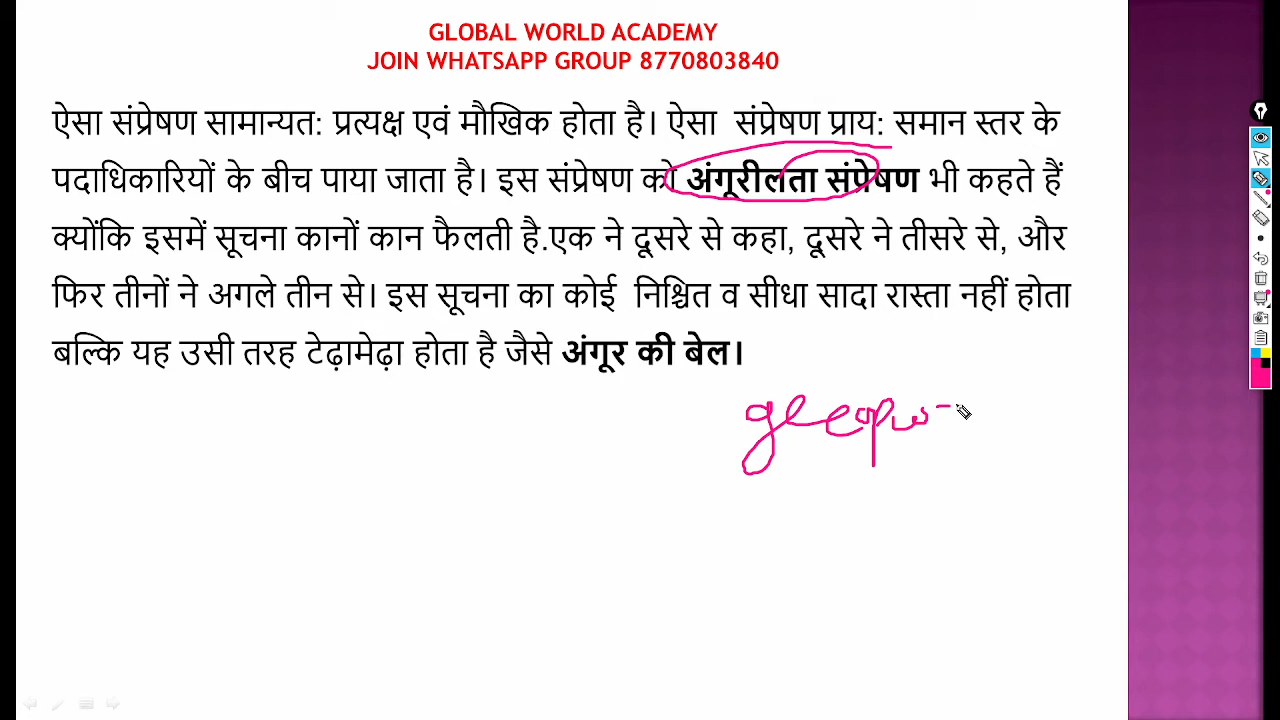 GLOBAL WORLD ACADEMY
JOIN WHATSAPP GROUP 8770803840
ऐसा संप्रेषण सामान्यत: प्रत्यक्ष एवं मौखिक होता है। ऐसा संप्रेषण प्राय: समान स्तर के
पदाधिकारियों के बीच पाया जाता है। इस संप्रेषण को अंगूरीलता संप्रेषण भी कहते हैं
क्योंकि इसमें सूचना कानों कान फैलती है.एक ने दूसरे से कहा, दूसरे ने तीसरे से, और
फिर तीनों ने अगले तीन से। इस सूचना का कोई निश्चित व सीधा सादा रास्ता नहीं होता
बल्कि यह उसी तरह टेढ़ामेढ़ा होता है जैसे अंगूर की बेल।